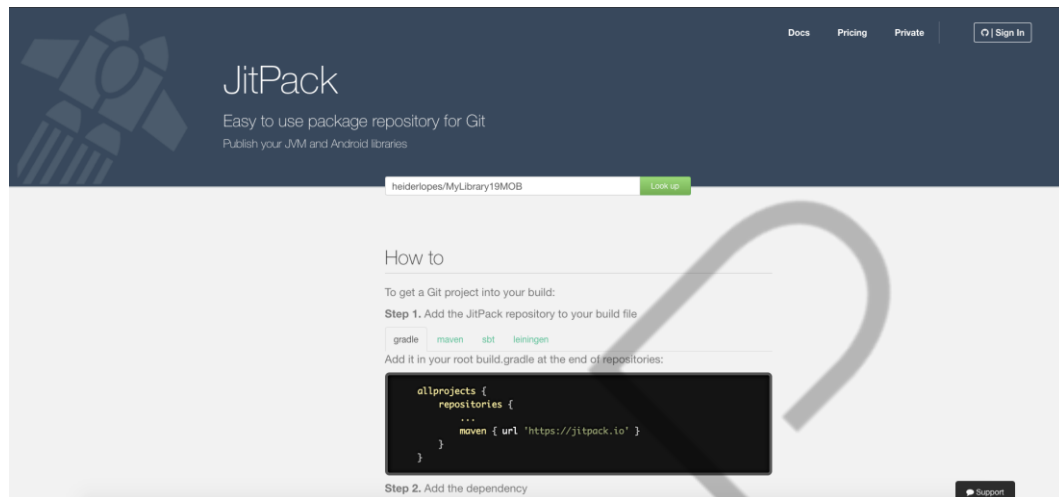 Docs Pricing Private Sign In
JitPack
Easy to use package repository for Git
Publish your JVM and Android libraries
heiderlopes/MyLibrary19MOB Look up
How to
To get a Git project into your build:
Step 1. Add the JitPack repository to your build file
gradle maven sbt leiningen
Add it in your root build.gradle at the end of repositories:
allprojects {
repositories {
...
maven { url 'https://jitpack.io' }
}
}
Step 2. Add the dependency
Support